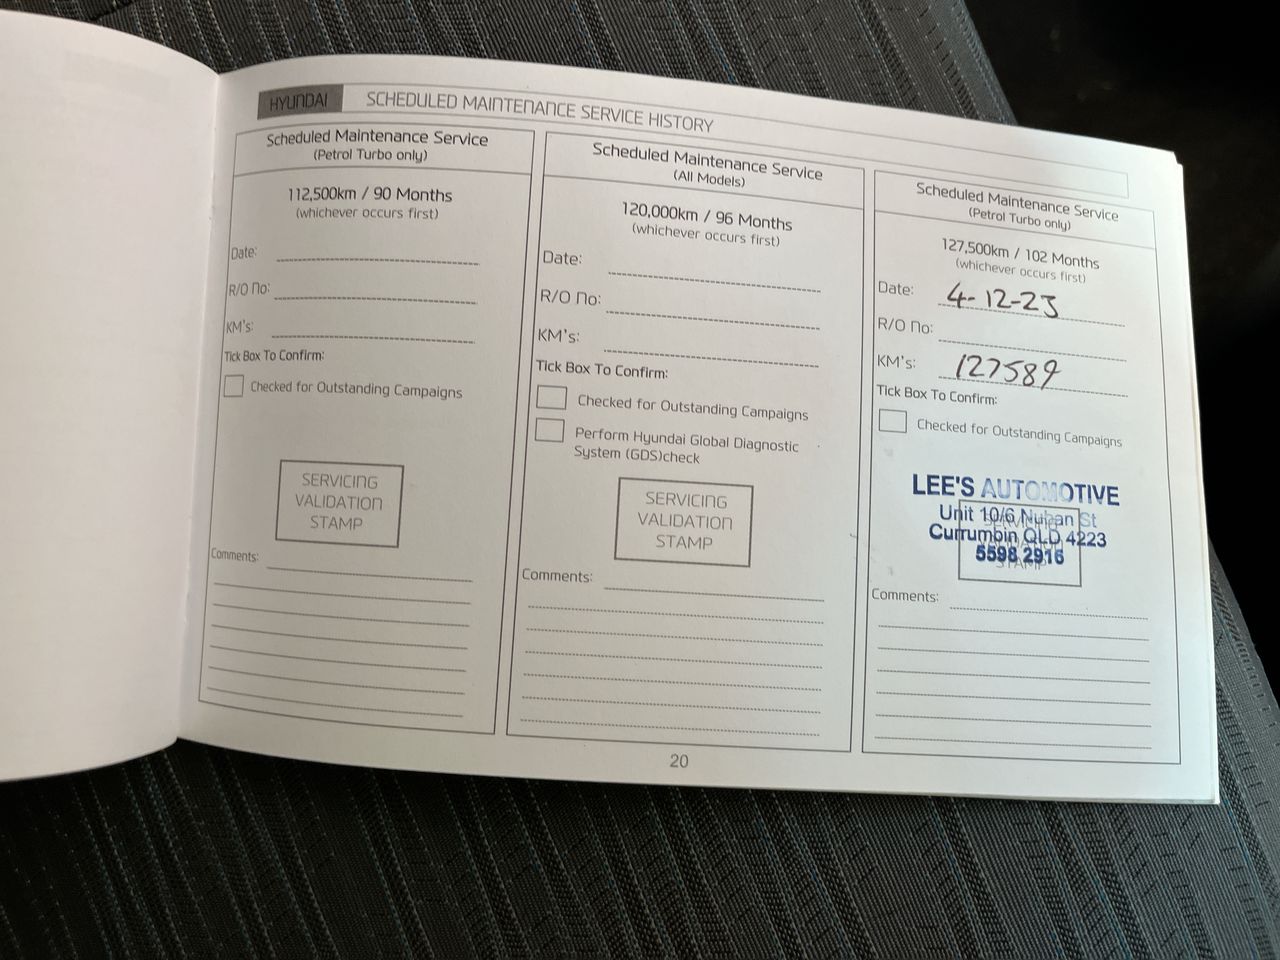 HYUNDAI SCHEDULED MAINTENANCE SERVICE HISTORY
Scheduled Maintenance Service
(Petrol Turbo only)
112,500km / 90 Months
(whichever occurs first)
Date:
R/O No:
KM's:
Tick Box To Confirm:
Checked for Outstanding Campaigns
SERVICING
VALIDATION
STAMP
Comments:
Scheduled Maintenance Service
(All Models)
120,000km / 96 Months
(whichever occurs first)
Date:
R/O No:
KM's:
Tick Box To Confirm:
Checked for Outstanding Campaigns
Perform Hyundai Global Diagnostic
System (GDS)check
SERVICING
VALIDATION
STAMP
Comments:
Scheduled Maintenance Service
(Petrol Turbo only)
127,500km / 102 Months
(whichever occurs first)
Date: 4-12-23
R/O No:
KM's: 127589
Tick Box To Confirm:
Checked for Outstanding Campaigns
LEE'S AUTOMOTIVE
Unit 10/6 Nuban St
Currumbin QLD 4223
5598 2916
SERVICING
VALIDATION
STAMP
Comments:
20